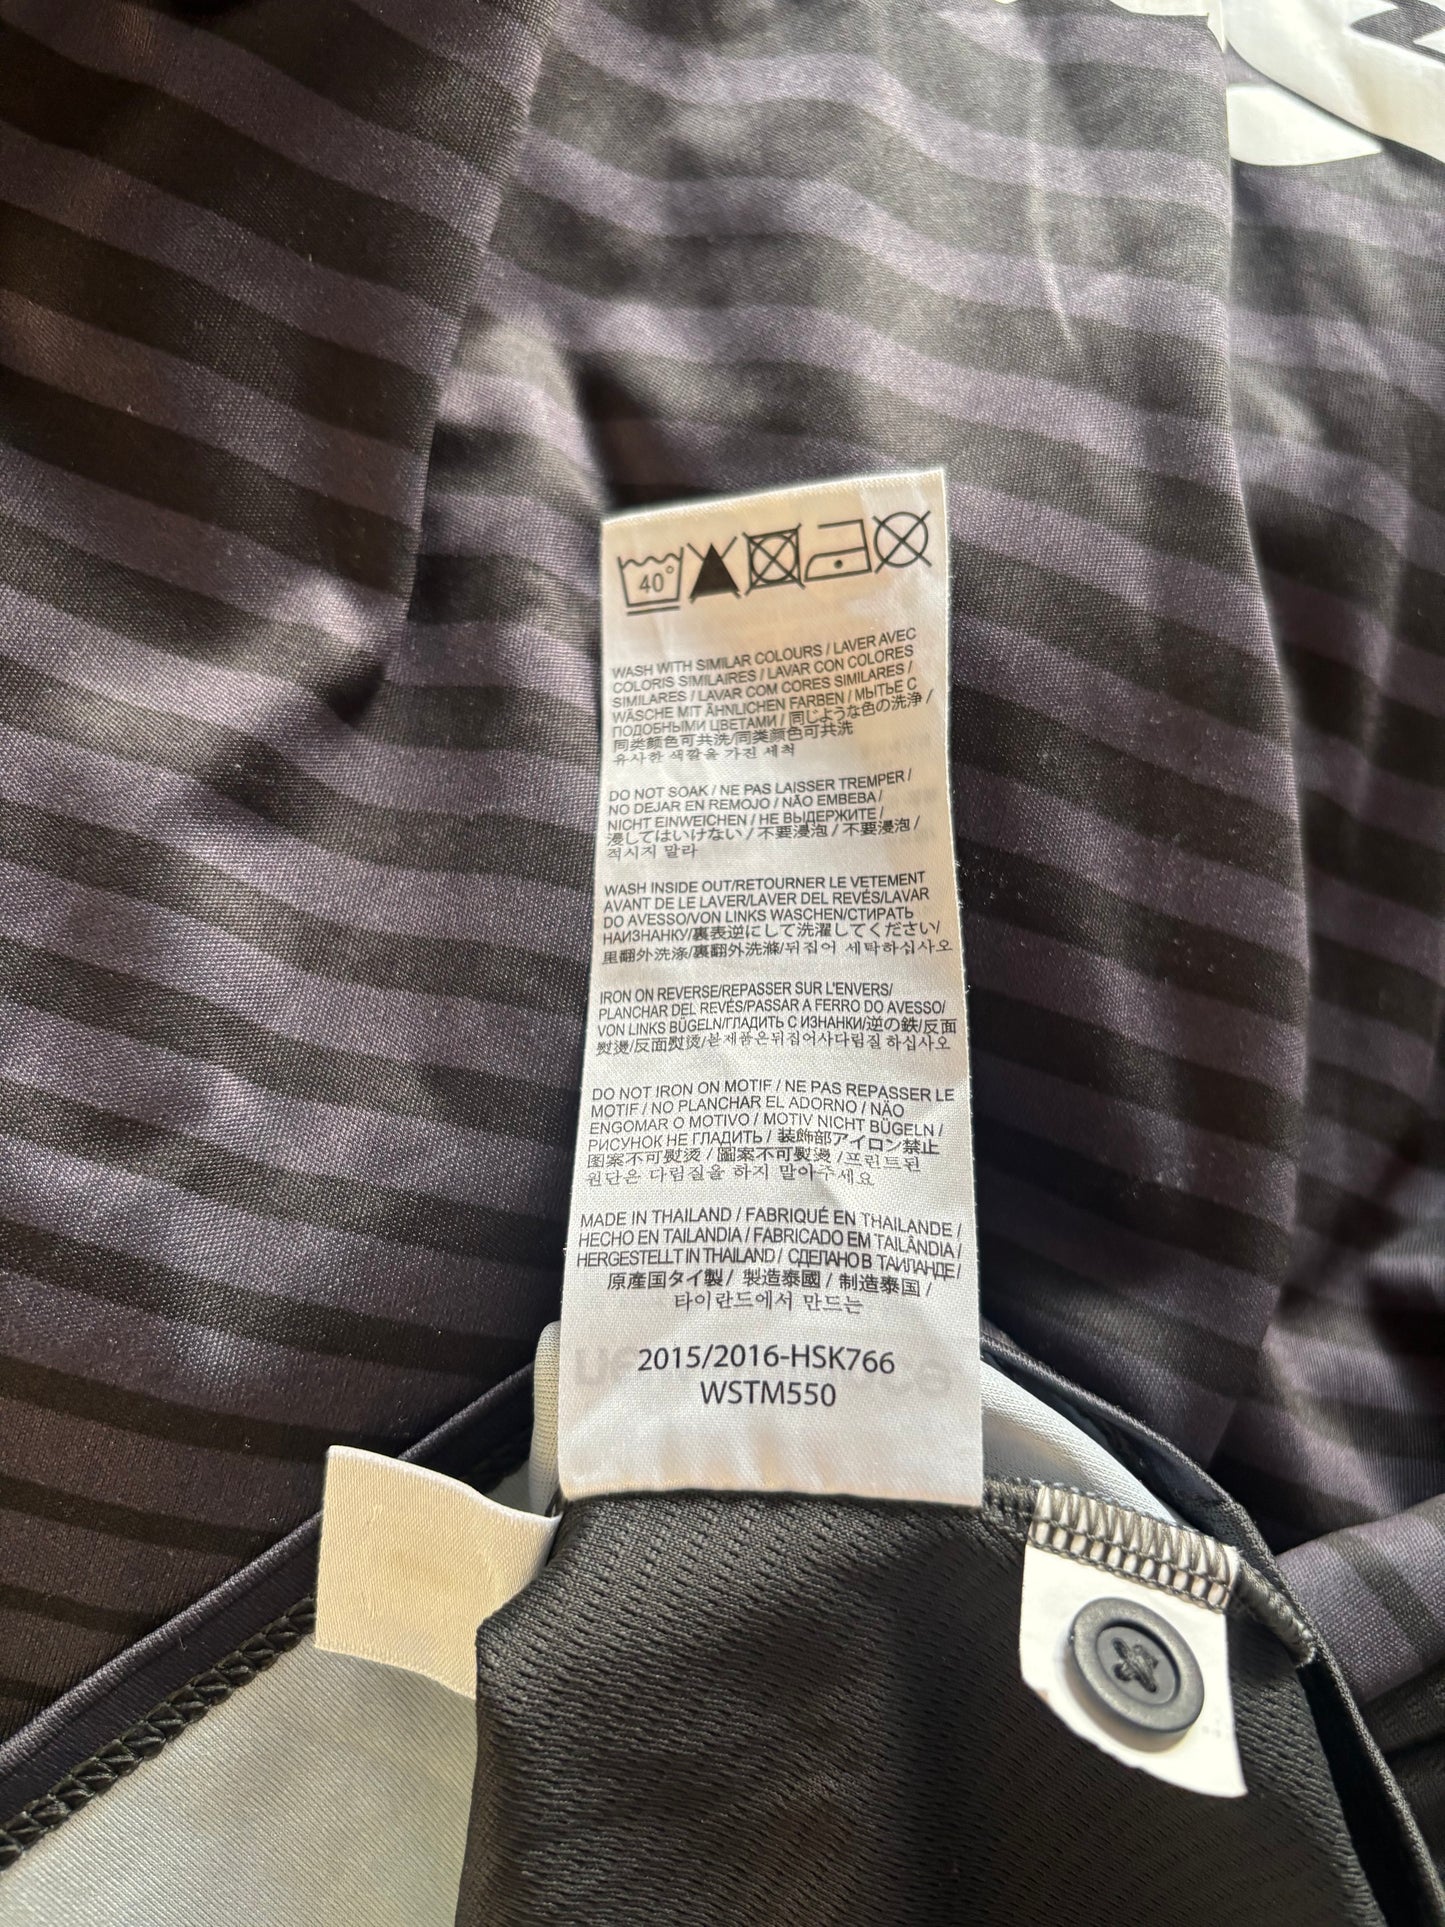 40°
WASH WITH SIMILAR COLOURS / LAVER AVEC
COLORIS SIMILAIRES / LAVAR CON COLORES
SIMILARES / LAVAR COM CORES SIMILARES /
WÄSCHE MIT ÄHNLICHEN FARBEN / МЫТЬЕ С
ПОДОБНЫМИ ЦВЕТАМИ / 同じような色の洗浄 /
同类颜色可共洗/同类颜色可共洗
유사한 색깔을 가진 세척
DO NOT SOAK / NE PAS LAISSER TREMPER /
NO DEJAR EN REMOJO / NÃO EMBEBA /
NICHT EINWEICHEN / НЕ ВЫДЕРЖИТЕ /
浸してはいけない / 不要浸泡 / 不要浸泡 /
적시지 말라
WASH INSIDE OUT/RETOURNER LE VETEMENT
AVANT DE LE LAVER/LAVER DEL REVÉS/LAVAR
DO AVESSO/VON LINKS WASCHEN/СТИРАТЬ
НАИЗНАНКУ/裏表逆にして洗濯してください/
里翻外洗涤/裏翻外洗滌/뒤집어 세탁하십사오
IRON ON REVERSE/REPASSER SUR L'ENVERS/
PLANCHAR DEL REVÉS/PASSAR A FERRO DO AVESSO/
VON LINKS BÜGELN/ГЛАДИТЬ С ИЗНАНКИ/逆の鉄/反面
熨烫/反面熨烫/본제품은뒤집어사다림질 하십사오
DO NOT IRON ON MOTIF / NE PAS REPASSER LE
MOTIF / NO PLANCHAR EL ADORNO / NÃO
ENGOMAR O MOTIVO / MOTIV NICHT BÜGELN /
РИСУНОК НЕ ГЛАДИТЬ / 装飾部アイロン禁止
图案不可熨烫 / 圖案不可熨燙 / 프린트된
원단은 다림질을 하지 말아주세요
MADE IN THAILAND / FABRIQUÉ EN THAILANDE /
HECHO EN TAILANDIA / FABRICADO EM TAILÂNDIA /
HERGESTELLT IN THAILAND / СДЕЛАНО В ТАИЛАНДЕ/
原產国タイ製 / 製造泰國 / 制造泰国 /
타이란드에서 만드는
2015/2016-HSK766
WSTM550